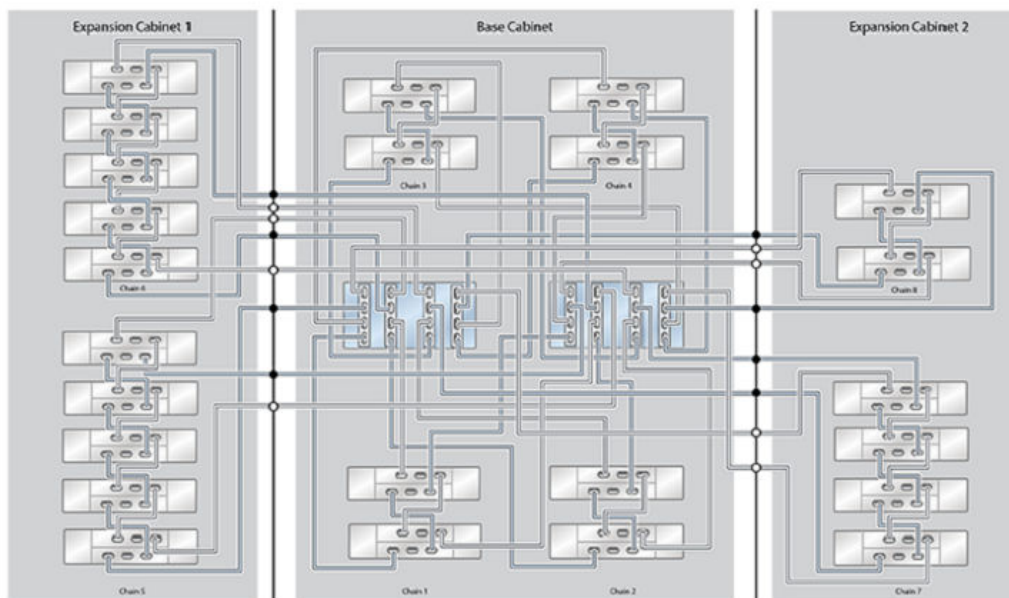 Expansion Cabinet 1
Base Cabinet
Expansion Cabinet 2
Chain 3
Chain 4
Chain 6
Chain 8
Chain 5
Chain 1
Chain 2
Chain 7